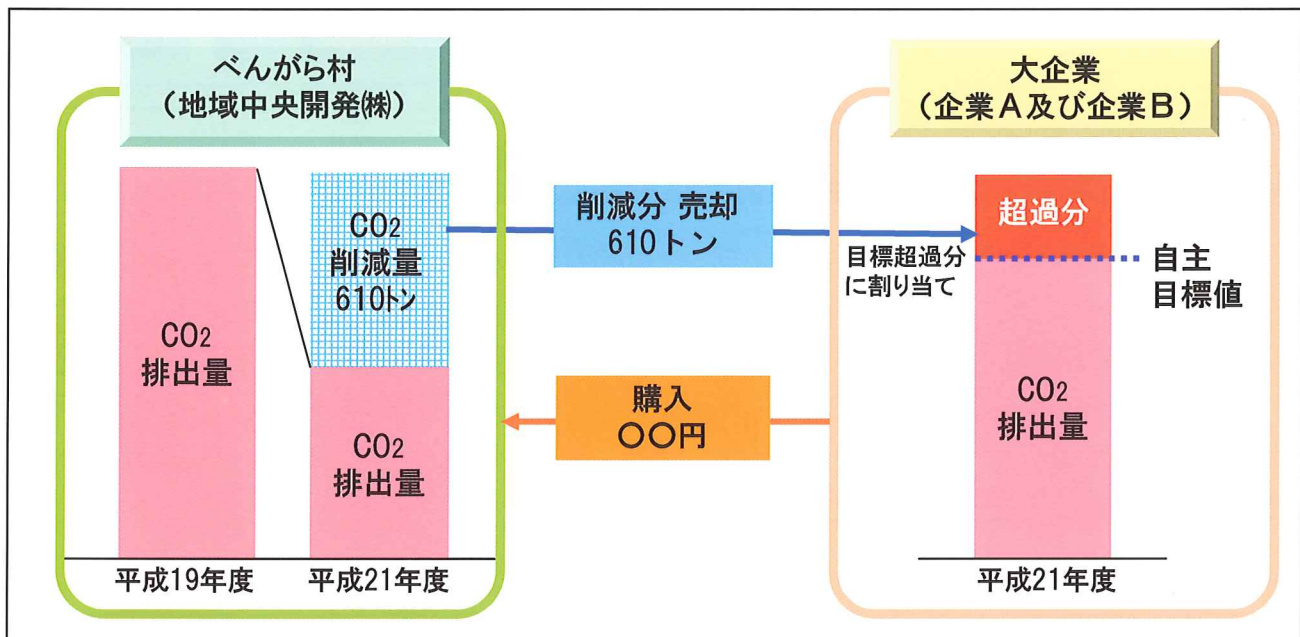 べんがら村
（地域中央開発㈱）
CO2
排出量
CO2
削減量
610㌧
CO2
排出量
平成19年度
平成21年度
削減分 売却
610トン
購入
〇〇円
大企業
（企業Ａ及び企業Ｂ）
超過分
目標超過分
に割り当て
自主
目標値
CO2
排出量
平成21年度